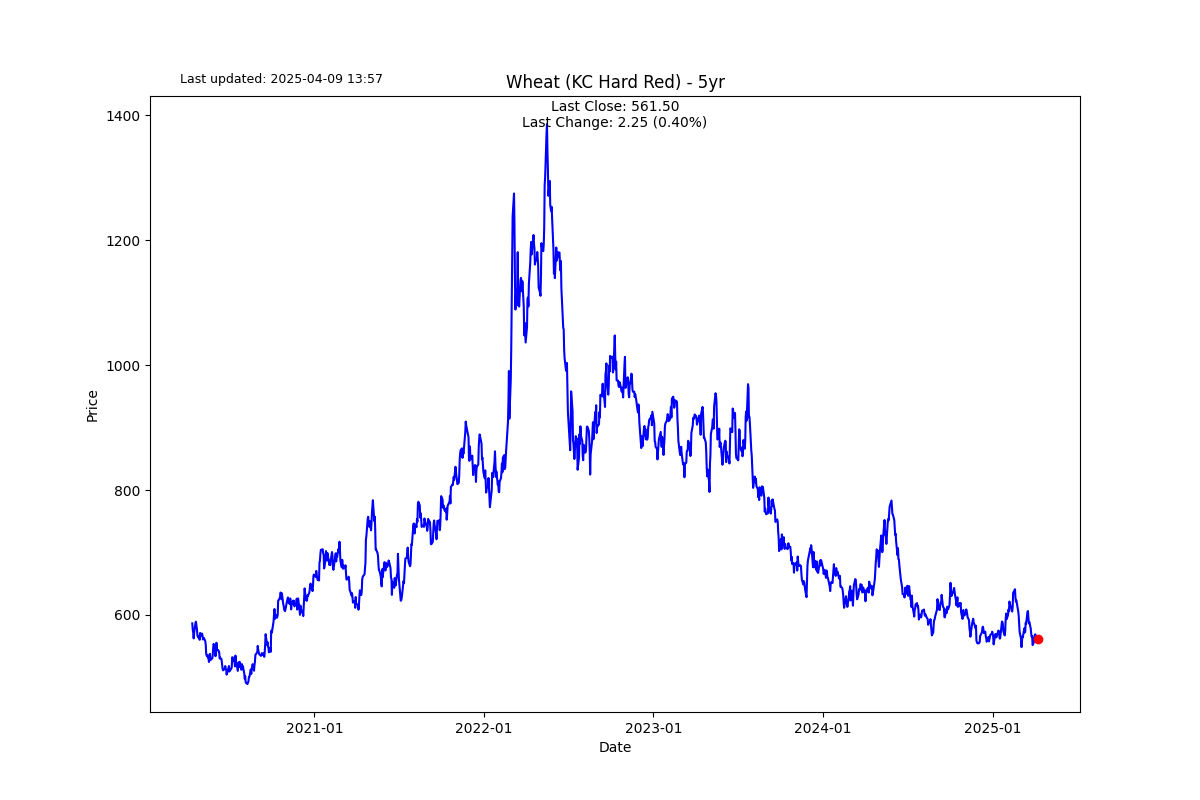 Last updated: 2025-04-09 13:57
Wheat (KC Hard Red) - 5yr
Last Close: 561.50
Last Change: 2.25 (0.40%)
1400
1200
1000
800
600
Price
2021-01
2022-01
2023-01
2024-01
2025-01
Date